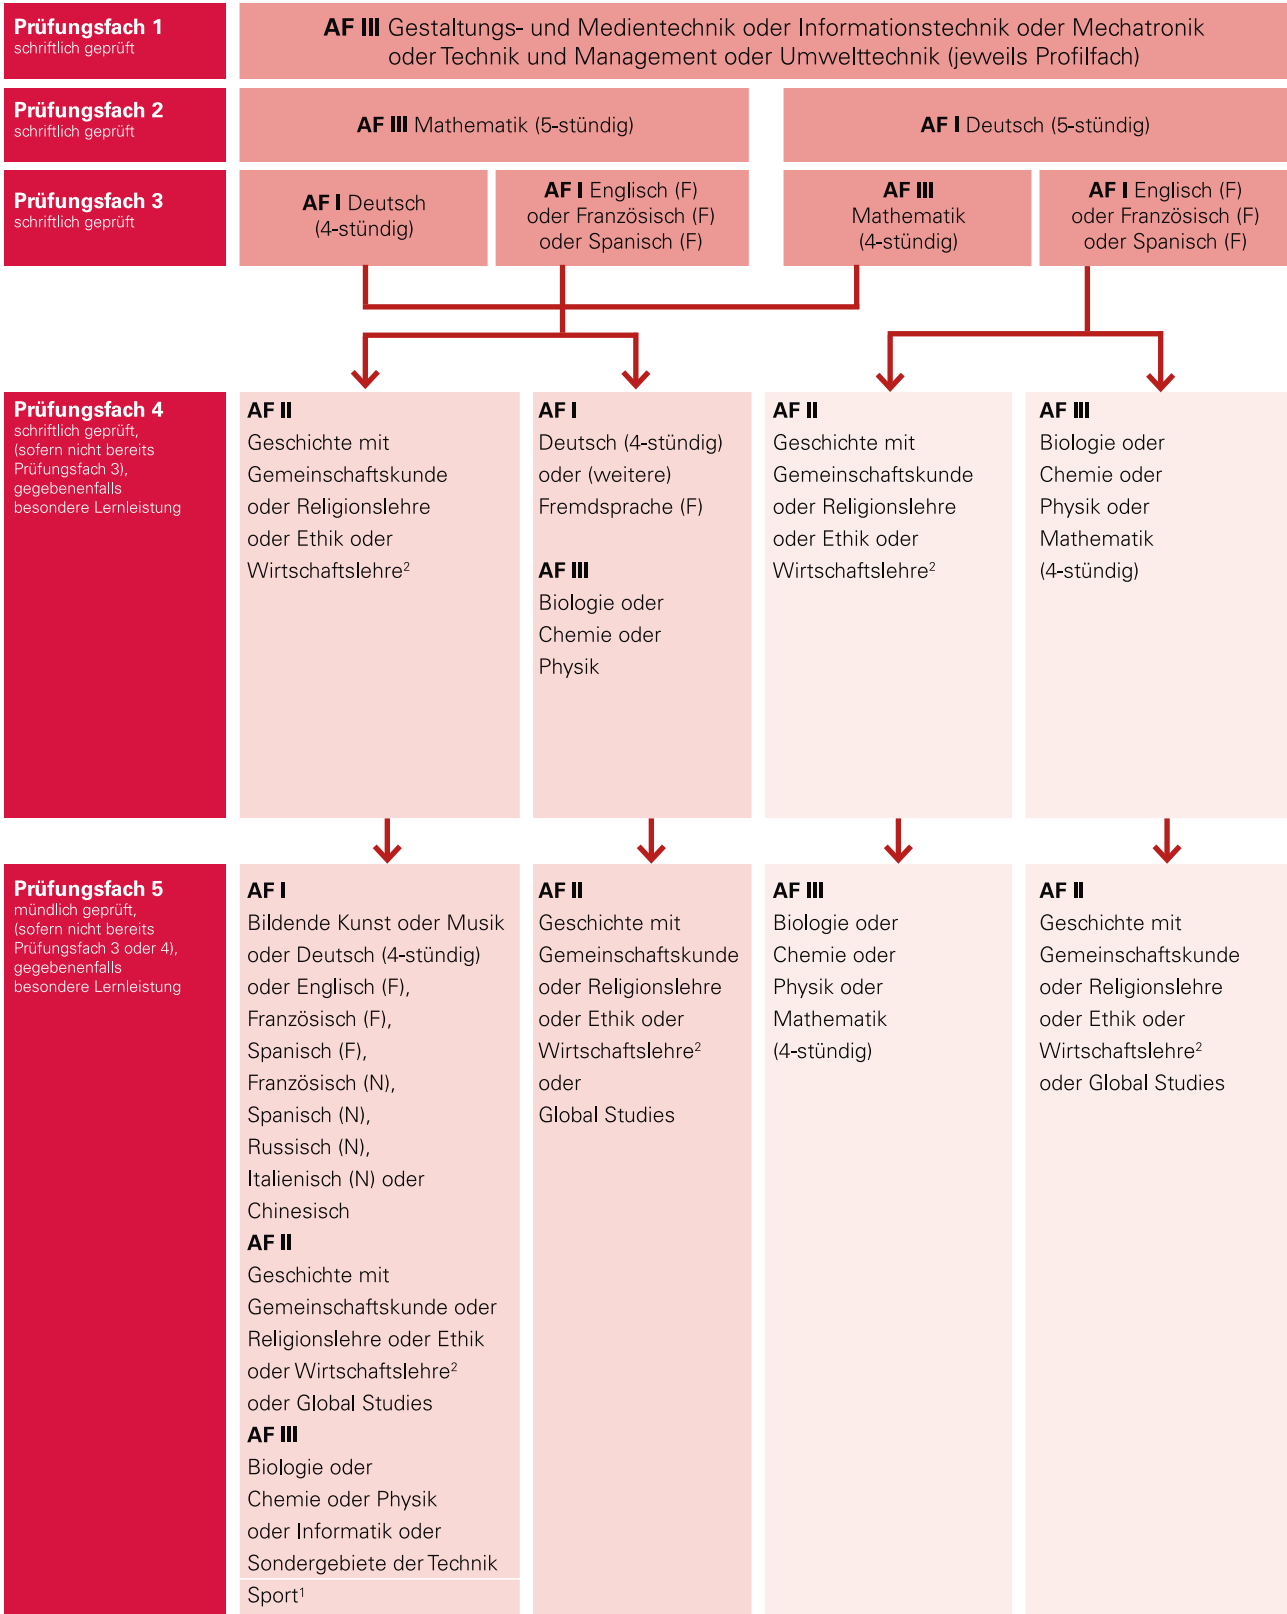 Prüfungsfach 1
schriftlich geprüft
AF III Gestaltungs- und Medientechnik oder Informationstechnik oder Mechatronik
oder Technik und Management oder Umwelttechnik (jeweils Profilfach)
Prüfungsfach 2
schriftlich geprüft
AF III Mathematik (5-stündig)
AF I Deutsch (5-stündig)
Prüfungsfach 3
schriftlich geprüft
AF I Deutsch
(4-stündig)
AF I Englisch (F)
oder Französisch (F)
oder Spanisch (F)
AF III
Mathematik
(4-stündig)
AF I Englisch (F)
oder Französisch (F)
oder Spanisch (F)
Prüfungsfach 4
schriftlich geprüft,
(sofern nicht bereits
Prüfungsfach 3),
gegebenenfalls
besondere Lernleistung
AF II
Geschichte mit
Gemeinschaftskunde
oder Religionslehre
oder Ethik oder
Wirtschaftslehre²
AF I
Deutsch (4-stündig)
oder (weitere)
Fremdsprache (F)
AF III
Biologie oder
Chemie oder
Physik
AF II
Geschichte mit
Gemeinschaftskunde
oder Religionslehre
oder Ethik oder
Wirtschaftslehre²
AF III
Biologie oder
Chemie oder
Physik oder
Mathematik
(4-stündig)
Prüfungsfach 5
mündlich geprüft,
(sofern nicht bereits
Prüfungsfach 3 oder 4),
gegebenenfalls
besondere Lernleistung
AF I
Bildende Kunst oder Musik
oder Deutsch (4-stündig)
oder Englisch (F),
Französisch (F),
Spanisch (F),
Französisch (N),
Spanisch (N),
Russisch (N),
Italienisch (N) oder
Chinesisch
AF II
Geschichte mit
Gemeinschaftskunde oder
Religionslehre oder Ethik
oder Wirtschaftslehre²
oder Global Studies
AF III
Biologie oder
Chemie oder Physik
oder Informatik oder
Sondergebiete der Technik
Sport¹
AF II
Geschichte mit
Gemeinschaftskunde
oder Religionslehre
oder Ethik oder
Wirtschaftslehre²
oder
Global Studies
AF III
Biologie oder
Chemie oder
Physik oder
Mathematik
(4-stündig)
AF II
Geschichte mit
Gemeinschaftskunde
oder Religionslehre
oder Ethik oder
Wirtschaftslehre²
oder Global Studies